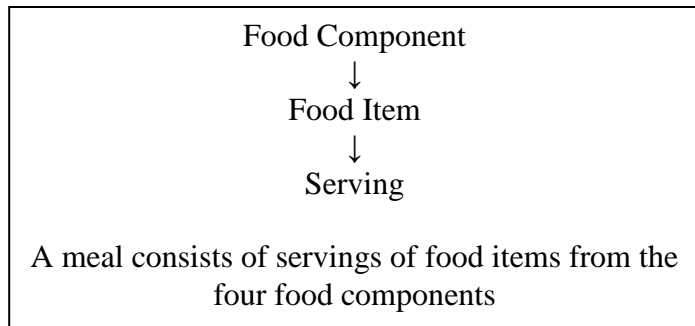 Food Component
↓
Food Item
↓
Serving
A meal consists of servings of food items from the
four food components